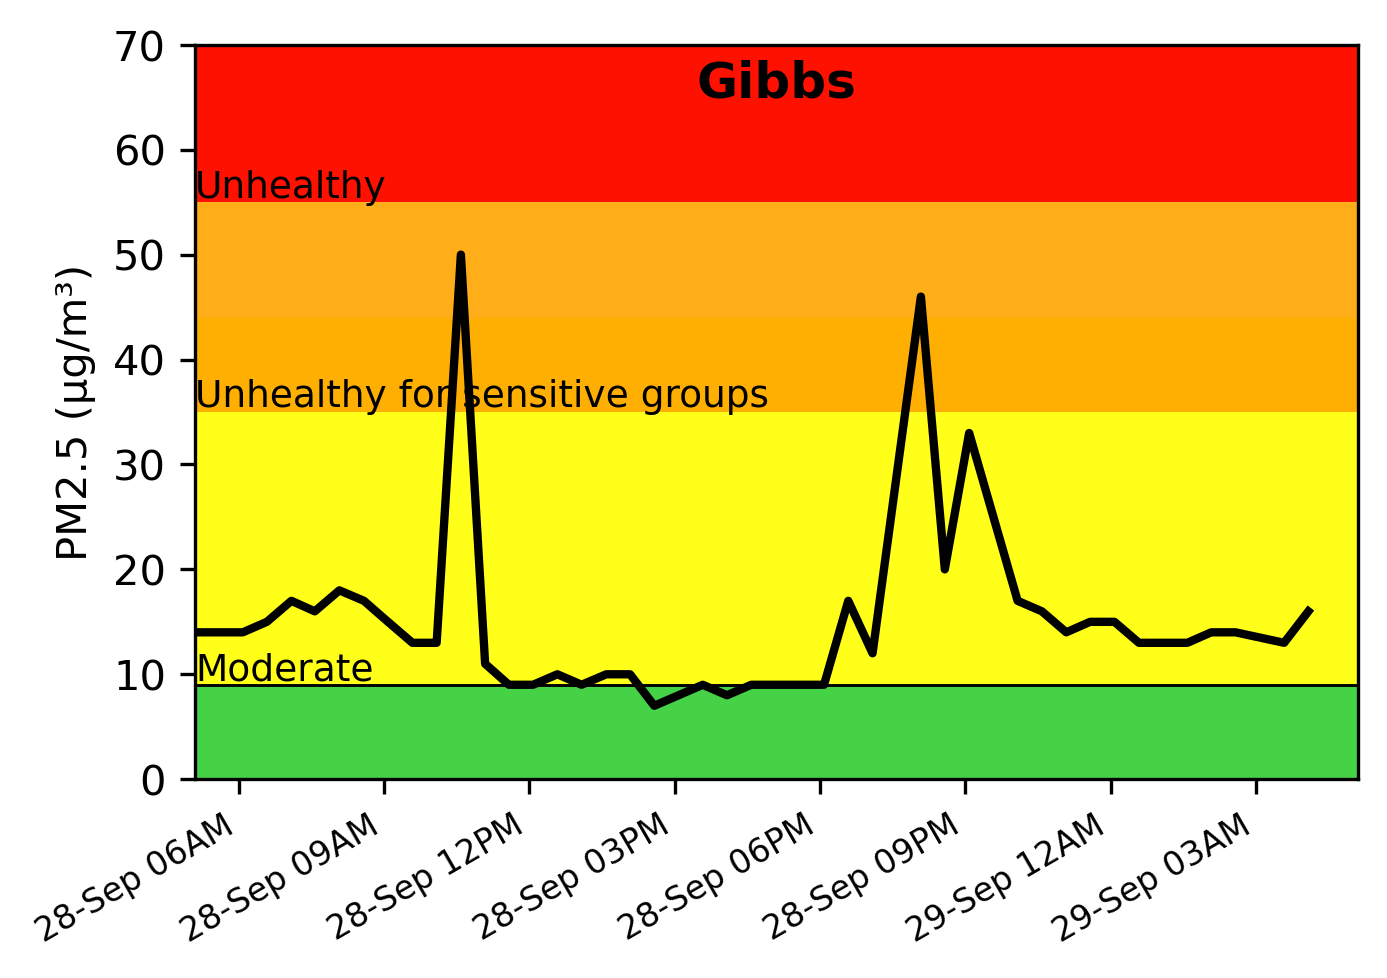 Gibbs
70
60
50
40
30
20
10
0
PM2.5 (µg/m³)
Unhealthy
Unhealthy for sensitive groups
Moderate
28-Sep 06AM
28-Sep 09AM
28-Sep 12PM
28-Sep 03PM
28-Sep 06PM
28-Sep 09PM
29-Sep 12AM
29-Sep 03AM